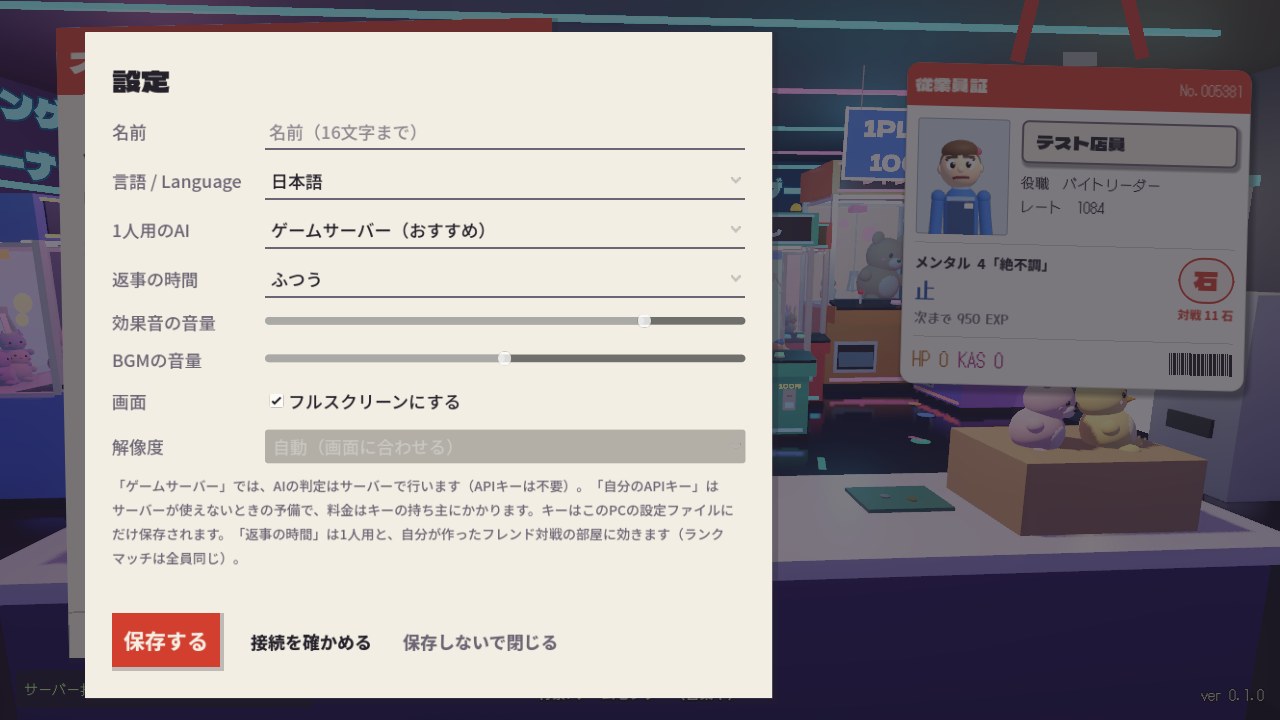 設定
名前
名前（16文字まで）
言語 / Language
日本語
1人用のAI
ゲームサーバー（おすすめ）
返事の時間
ふつう
効果音の音量
BGMの音量
画面
フルスクリーンにする
解像度
自動（画面に合わせる）
「ゲームサーバー」では、AIの判定はサーバーで行います（APIキーは不要）。「自分のAPIキー」は
サーバーが使えないときの予備で、料金はキーの持ち主にかかります。キーはこのPCの設定ファイルに
だけ保存されます。「返事の時間」は1人用と、自分が作ったフレンド対戦の部屋に効きます（ランク
マッチは全員同じ）。
保存する
接続を確かめる
保存しないで閉じる
従業員証
No. 005381
テスト店員
役職 バイトリーダー
レート 1084
メンタル 4「絶不調」
止
次まで 950 EXP
石
対戦 11 石
HP 0 KAS 0
1PL
100
100円
サーバー
ver 0.1.0